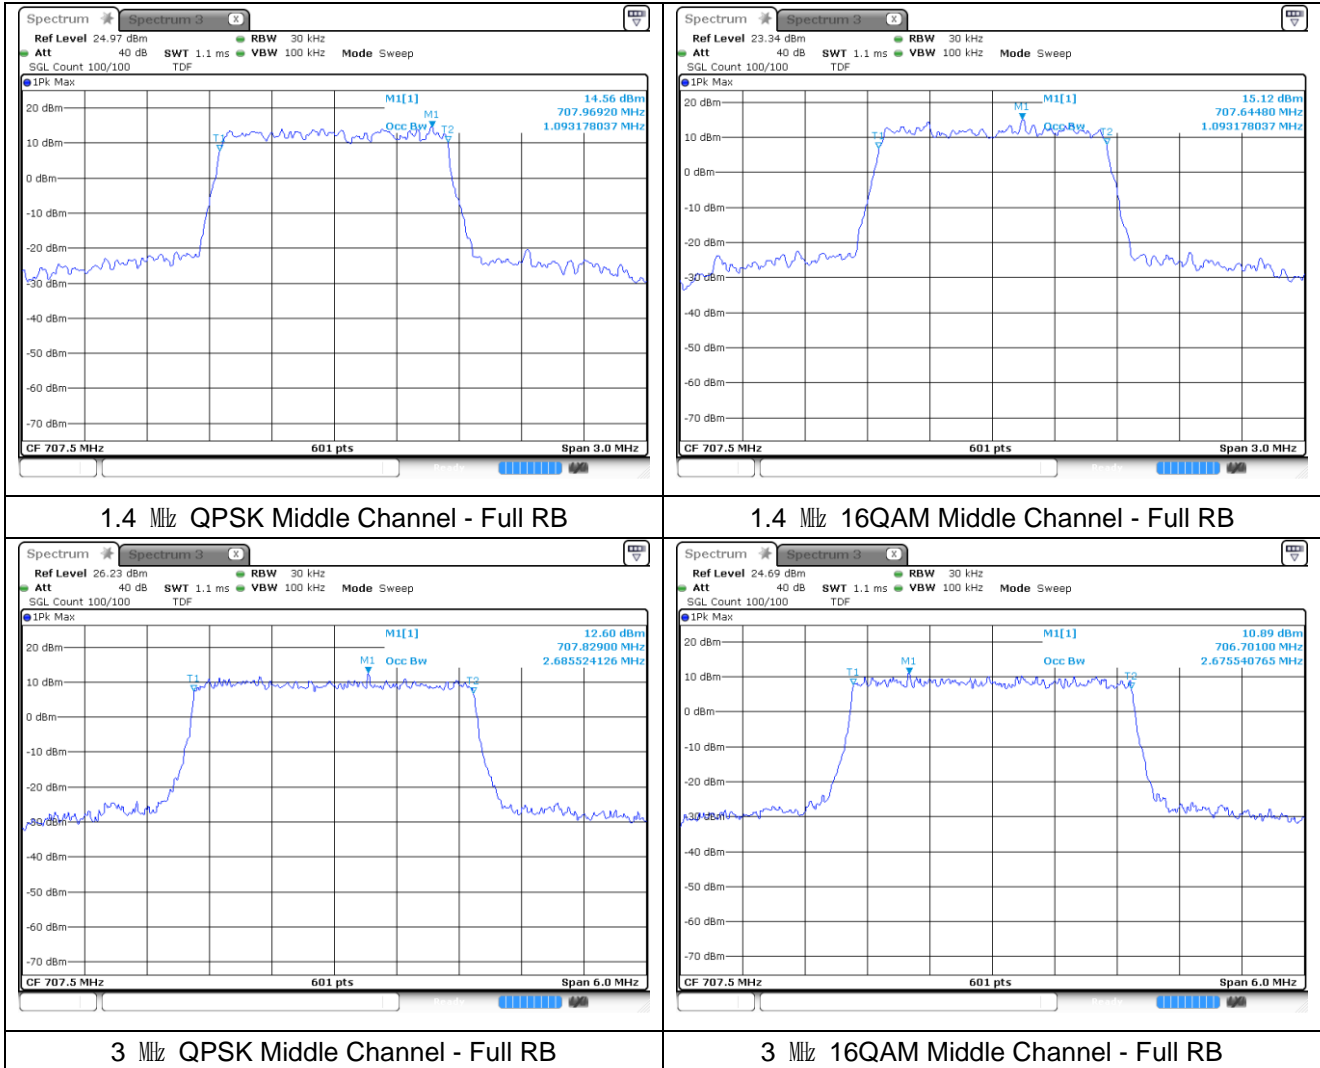 Spectrum Spectrum 3 X
Ref Level 24.97 dBm RBW 30 kHz
Att 40 dB SWT 1.1 ms VBW 100 kHz Mode Sweep
SGL Count 100/100 TDF
1Pk Max
M1[1] 14.56 dBm
707.96920 MHz
Occ Bw 1.093178037 MHz
M1
T1
T2
20 dBm
10 dBm
0 dBm
-10 dBm
-20 dBm
-30 dBm
-40 dBm
-50 dBm
-60 dBm
-70 dBm
CF 707.5 MHz 601 pts Span 3.0 MHz
Ready
1.4 ㎒ QPSK Middle Channel - Full RB
Spectrum Spectrum 3 X
Ref Level 23.34 dBm RBW 30 kHz
Att 40 dB SWT 1.1 ms VBW 100 kHz Mode Sweep
SGL Count 100/100 TDF
1Pk Max
M1[1] 15.12 dBm
707.64480 MHz
Occ Bw 1.093178037 MHz
M1
T1
T2
20 dBm
10 dBm
0 dBm
-10 dBm
-20 dBm
-30 dBm
-40 dBm
-50 dBm
-60 dBm
-70 dBm
CF 707.5 MHz 601 pts Span 3.0 MHz
Ready
1.4 ㎒ 16QAM Middle Channel - Full RB
Spectrum Spectrum 3 X
Ref Level 26.23 dBm RBW 30 kHz
Att 40 dB SWT 1.1 ms VBW 100 kHz Mode Sweep
SGL Count 100/100 TDF
1Pk Max
M1[1] 12.60 dBm
707.82900 MHz
Occ Bw 2.685524126 MHz
M1
T1
T2
20 dBm
10 dBm
0 dBm
-10 dBm
-20 dBm
-30 dBm
-40 dBm
-50 dBm
-60 dBm
-70 dBm
CF 707.5 MHz 601 pts Span 6.0 MHz
Ready
3 ㎒ QPSK Middle Channel - Full RB
Spectrum Spectrum 3 X
Ref Level 24.69 dBm RBW 30 kHz
Att 40 dB SWT 1.1 ms VBW 100 kHz Mode Sweep
SGL Count 100/100 TDF
1Pk Max
M1[1] 10.89 dBm
706.70100 MHz
Occ Bw 2.675540765 MHz
M1
T1
T2
20 dBm
10 dBm
0 dBm
-10 dBm
-20 dBm
-30 dBm
-40 dBm
-50 dBm
-60 dBm
-70 dBm
CF 707.5 MHz 601 pts Span 6.0 MHz
Ready
3 ㎒ 16QAM Middle Channel - Full RB